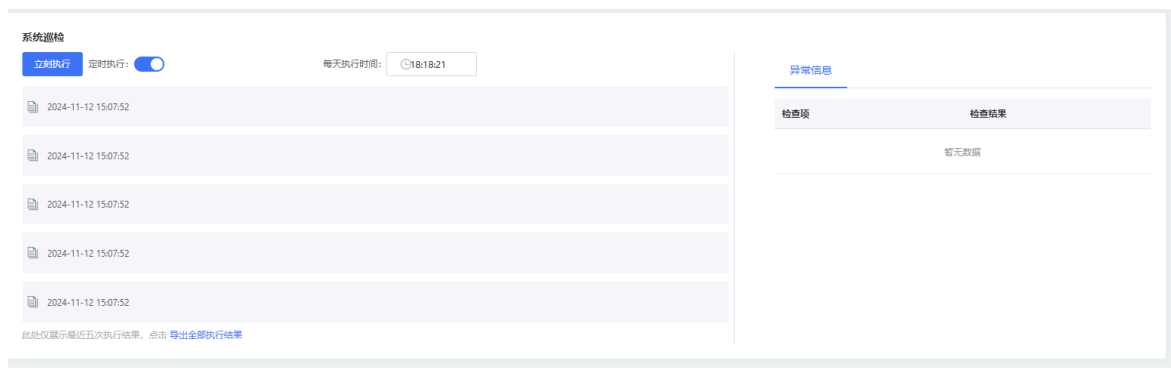 系统巡检
立刻执行 定时执行： 每天执行时间： 18:18:21
2024-11-12 15:07:52
2024-11-12 15:07:52
2024-11-12 15:07:52
2024-11-12 15:07:52
2024-11-12 15:07:52
此处仅展示最近五次执行结果，点击 导出全部执行结果
异常信息
检查项 检查结果
暂无数据